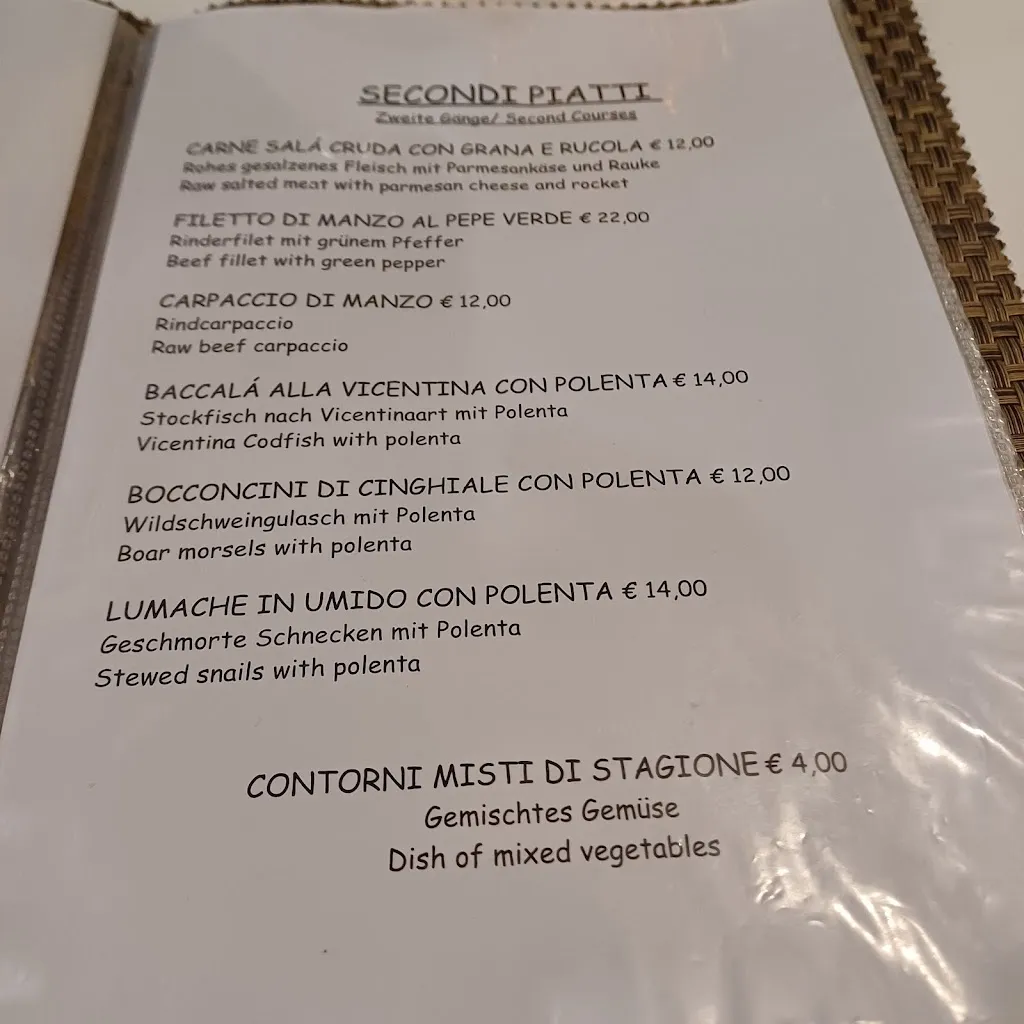 SECONDI PIATTI
Zweite Gänge/ Second Courses
CARNE SALÁ CRUDA CON GRANA E RUCOLA € 12,00
Rohes gesalzenes Fleisch mit Parmesankäse und Rauke
Raw salted meat with parmesan cheese and rocket
FILETTO DI MANZO AL PEPE VERDE € 22,00
Rinderfilet mit grünem Pfeffer
Beef fillet with green pepper
CARPACCIO DI MANZO € 12,00
Rindcarpaccio
Raw beef carpaccio
BACCALÁ ALLA VICENTINA CON POLENTA € 14,00
Stockfisch nach Vicentinaart mit Polenta
Vicentina Codfish with polenta
BOCCONCINI DI CINGHIALE CON POLENTA € 12,00
Wildschweingulasch mit Polenta
Boar morsels with polenta
LUMACHE IN UMIDO CON POLENTA € 14,00
Geschmorte Schnecken mit Polenta
Stewed snails with polenta
CONTORNI MISTI DI STAGIONE € 4,00
Gemischtes Gemüse
Dish of mixed vegetables